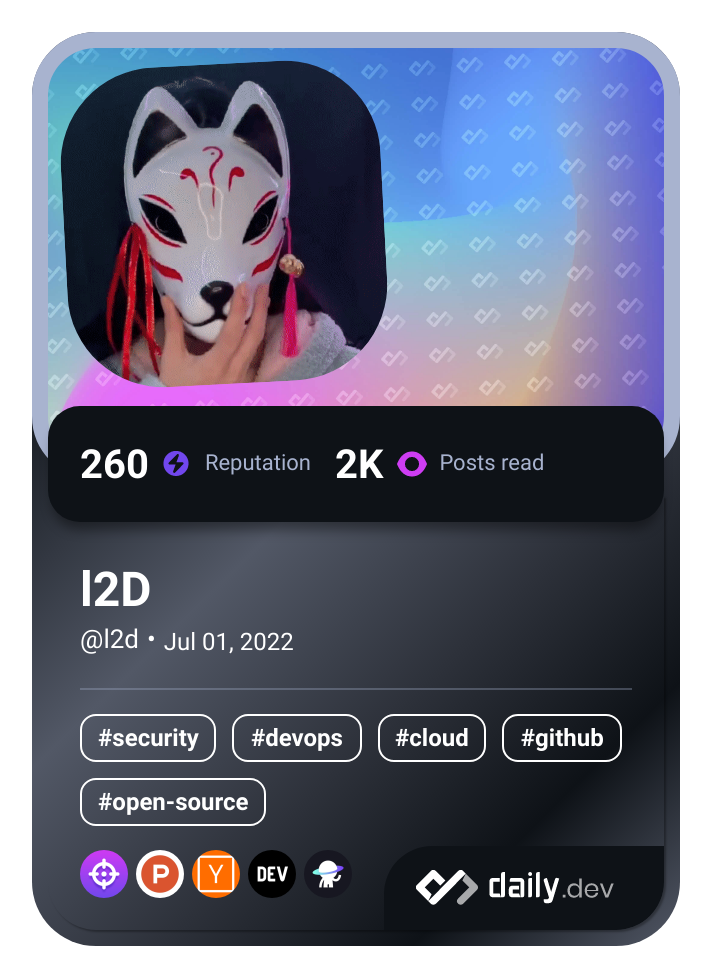 260 Reputation 2K Posts read
l2D
@l2d • Jul 01, 2022
#security #devops #cloud #github
#open-source
P Y DEV daily.dev